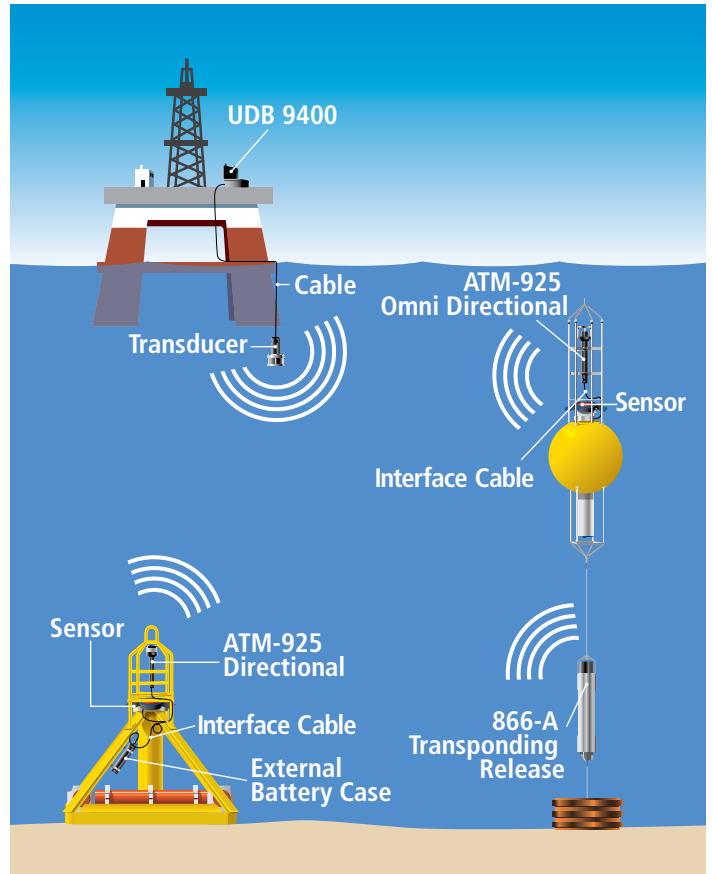 UDB 9400
Cable
Transducer
ATM-925
Omni Directional
Sensor
Interface Cable
Sensor
ATM-925
Directional
Interface Cable
External
Battery Case
866-A
Transponding
Release